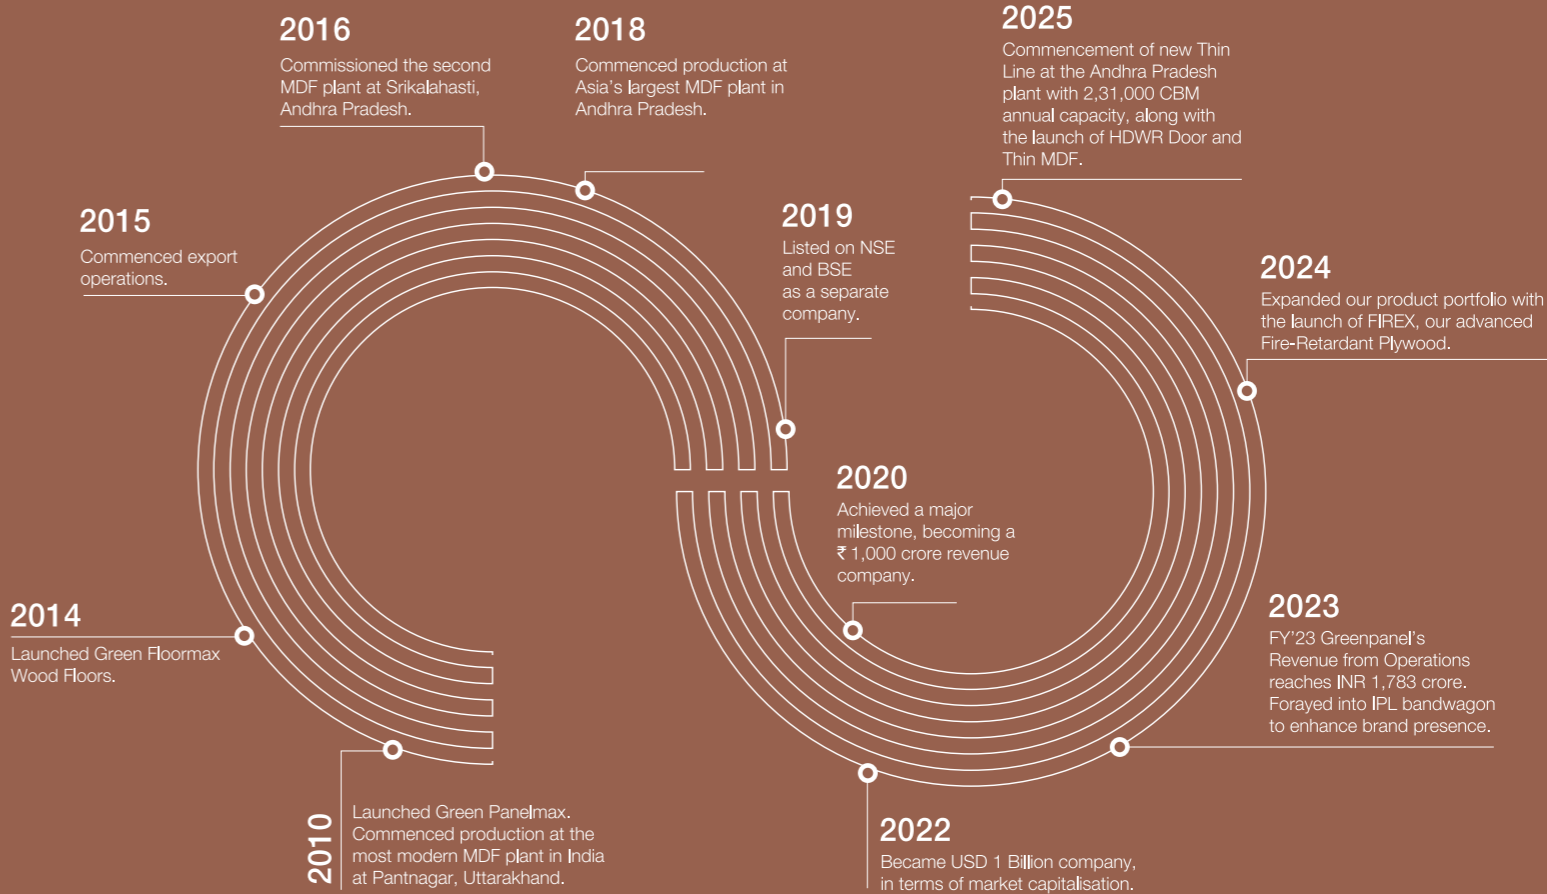 2016
Commissioned the second
MDF plant at Srikalahasti,
Andhra Pradesh.
2018
Commenced production at
Asia's largest MDF plant in
Andhra Pradesh.
2025
Commencement of new Thin
Line at the Andhra Pradesh
plant with 2,31,000 CBM
annual capacity, along with
the launch of HDWR Door and
Thin MDF.
2015
Commenced export
operations.
2019
Listed on NSE
and BSE
as a separate
company.
2024
Expanded our product portfolio with
the launch of FIREX, our advanced
Fire-Retardant Plywood.
2020
Achieved a major
milestone, becoming a
₹ 1,000 crore revenue
company.
2014
Launched Green Floormax
Wood Floors.
2023
FY'23 Greenpanel's
Revenue from Operations
reaches INR 1,783 crore.
Forayed into IPL bandwagon
to enhance brand presence.
2010
Launched Green Panelmax.
Commenced production at the
most modern MDF plant in India
at Pantnagar, Uttarakhand.
2022
Became USD 1 Billion company,
in terms of market capitalisation.